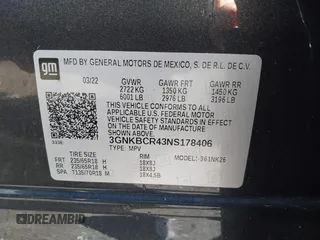 gm
MFD BY GENERAL MOTORS DE MEXICO, S. DE R.L. DE C.V.
03/22 GVWR GAWR FRT GAWR RR
2722 KG 1350 KG 1450 KG
6001 LB 2976 LB 3196 LB
THIS VEHICLE CONFORMS TO ALL APPLICABLE U.S. FEDERAL MOTOR
VEHICLE SAFETY STANDARDS IN EFFECT ON THE DATE OF
MANUFACTURE SHOWN ABOVE.
3GNKBCR43NS178406
TYPE: MPV MODEL: 361NK26
TIRE SIZE RIM
FRT 235/65R18 H 18X8J
RR 235/65R18 H 18X8J
SPA T135/70R18 M 18X4.5B
DREAMBID